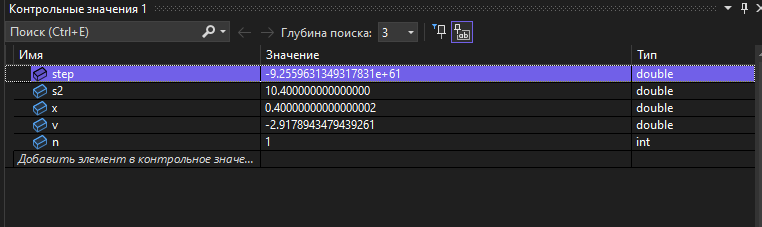 Контрольные значения 1
Поиск (Ctrl+E) Глубина поиска: 3
Имя Значение Тип
step -9.2559631349317831e+61 double
s2 10.400000000000000 double
x 0.40000000000000002 double
v -2.9178943479439261 double
n 1 int
Добавить элемент в контрольное значе...